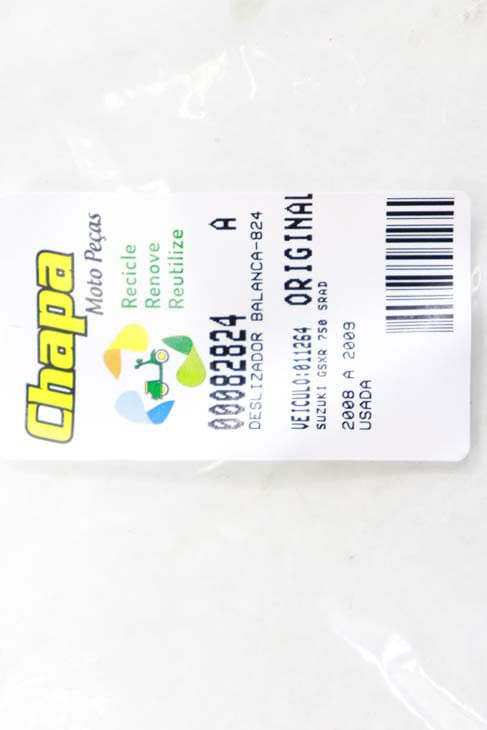 Chapa
Moto Peças
Recicle
Renove
Reutilize
00082824 A
DESLIZADOR BALANCA-824
VEICULO:011264 ORIGINAL
SUZUKI GSXR 750 SRAD
2008 A 2009
USADA